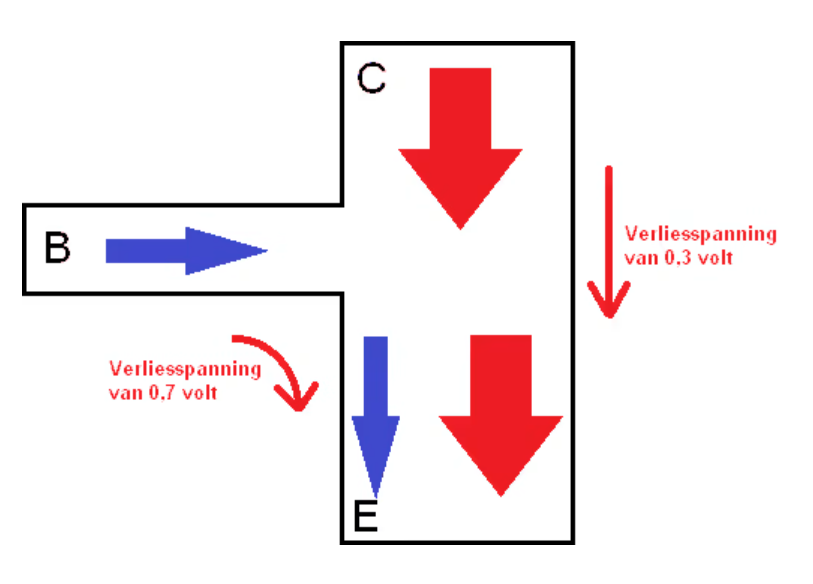 C
B
Verliesspanning
van 0.3 volt
Verliesspanning
van 0.7 volt
E